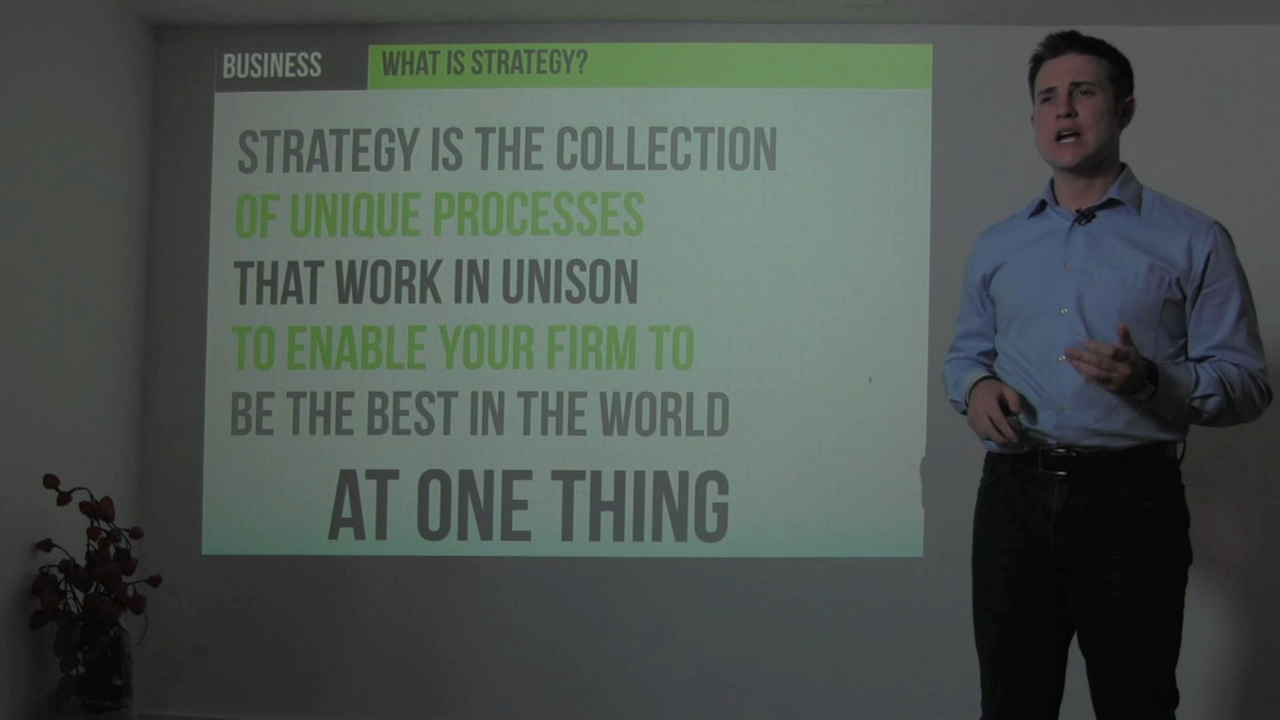 BUSINESS
WHAT IS STRATEGY?
STRATEGY IS THE COLLECTION
OF UNIQUE PROCESSES
THAT WORK IN UNISON
TO ENABLE YOUR FIRM TO
BE THE BEST IN THE WORLD
AT ONE THING